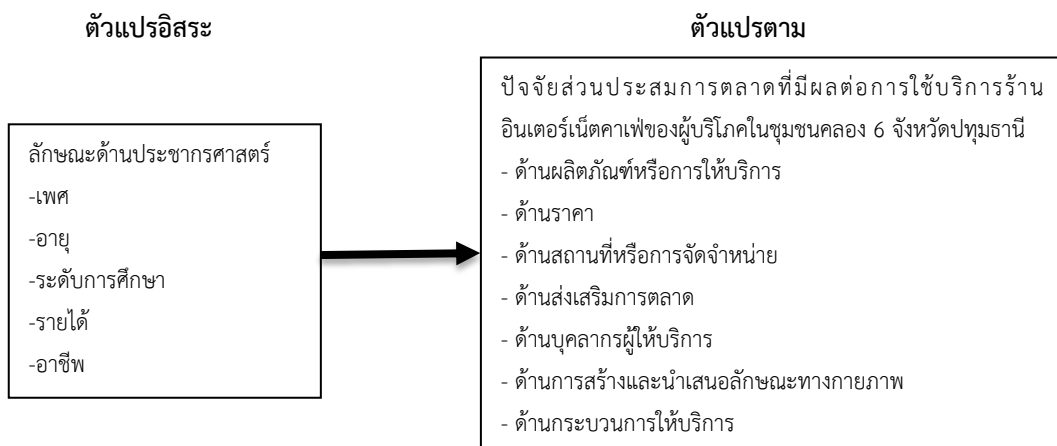 ตัวแปรอิสระ
ลักษณะด้านประชากรศาสตร์
-เพศ
-อายุ
-ระดับการศึกษา
-รายได้
-อาชีพ
ตัวแปรตาม
ปัจจัยส่วนประสมการตลาดที่มีผลต่อการใช้บริการร้าน
อินเตอร์เน็ตคาเฟ่ของผู้บริโภคในชุมชนคลอง 6 จังหวัดปทุมธานี
- ด้านผลิตภัณฑ์หรือการให้บริการ
- ด้านราคา
- ด้านสถานที่หรือการจัดจำหน่าย
- ด้านส่งเสริมการตลาด
- ด้านบุคลากรผู้ให้บริการ
- ด้านการสร้างและนำเสนอลักษณะทางกายภาพ
- ด้านกระบวนการให้บริการ